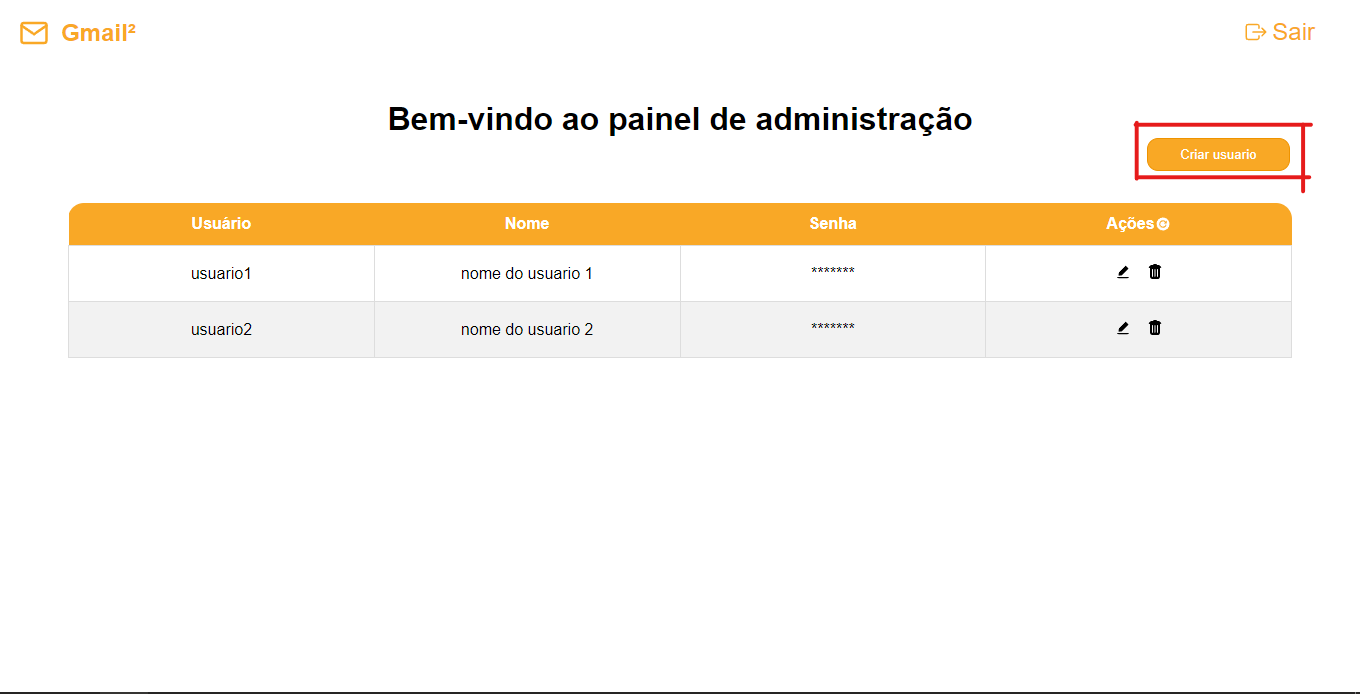 Gmail²
Sair
Bem-vindo ao painel de administração
Criar usuario
Usuário Nome Senha Ações
usuario1 nome do usuario 1 *******
usuario2 nome do usuario 2 *******